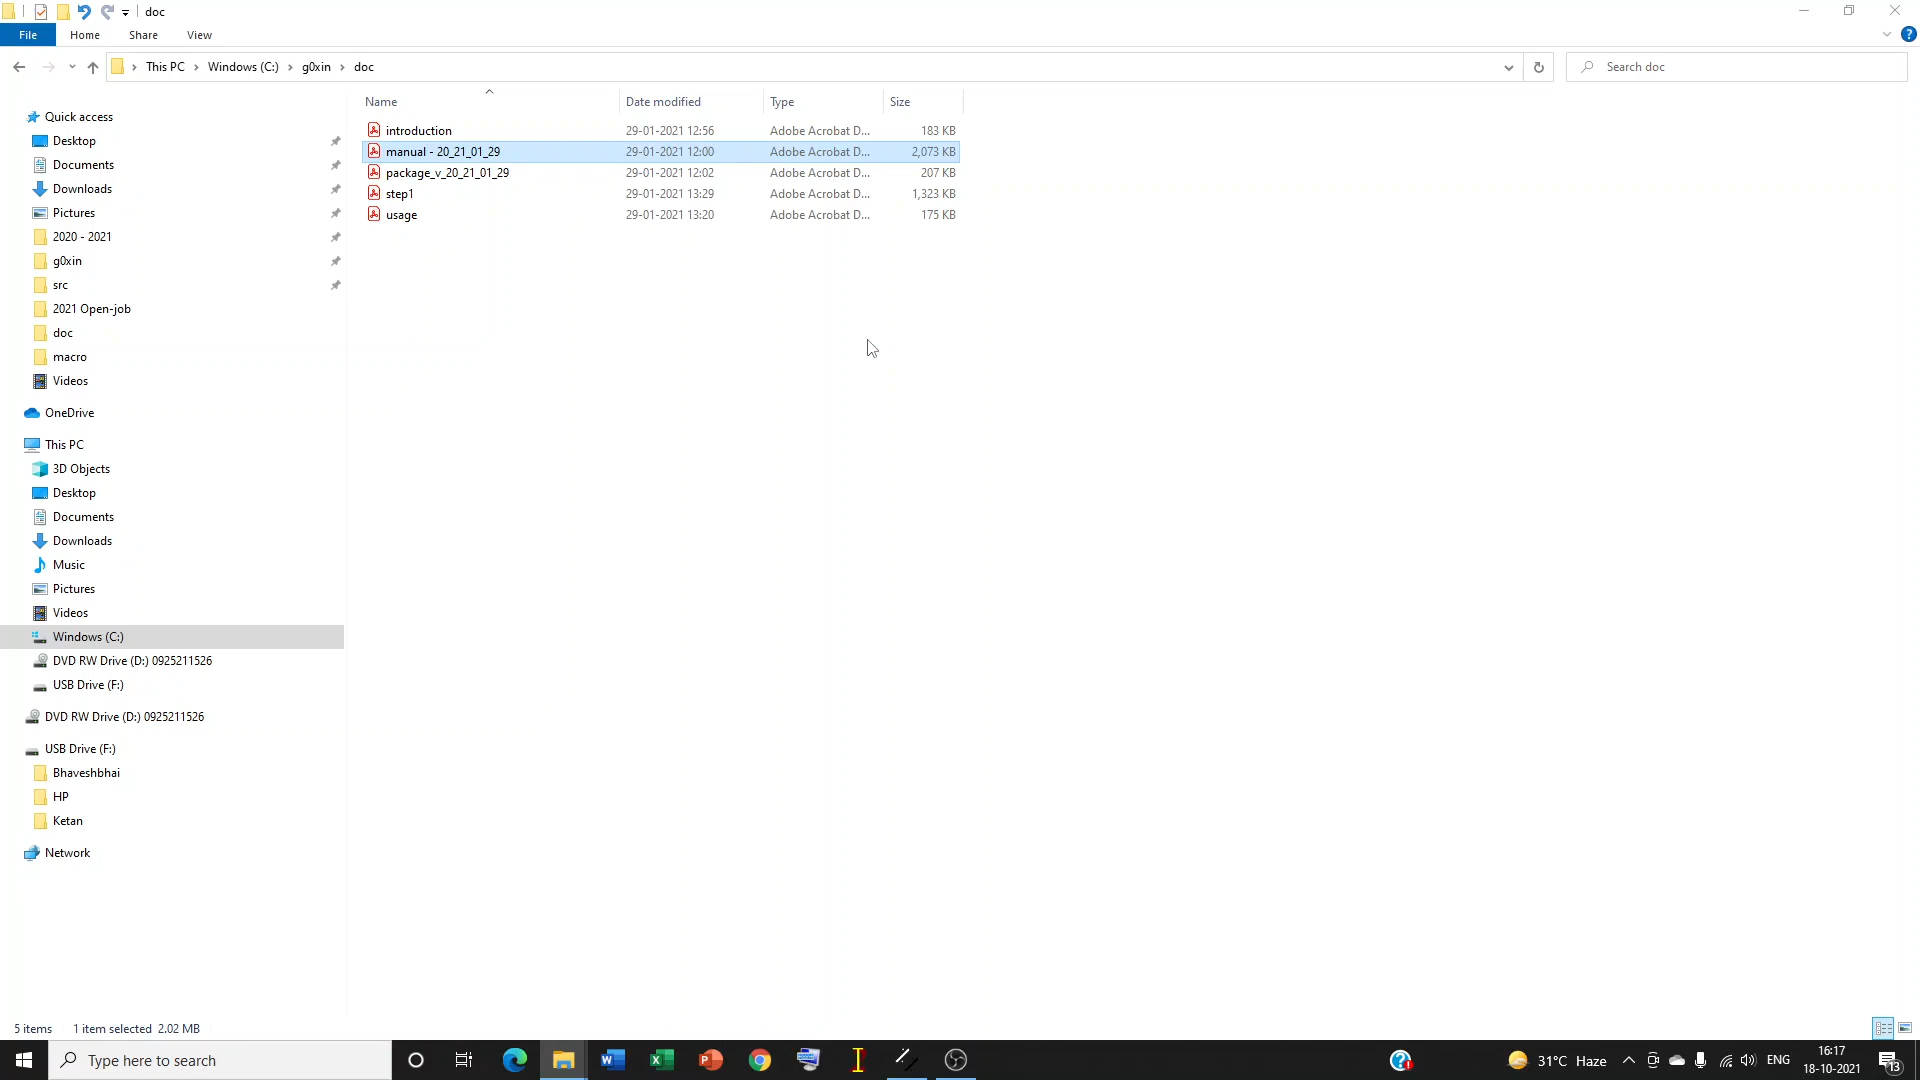 doc
File Home Share View
This PC Windows (C:) g0xin doc Search doc
Name Date modified Type Size
introduction 29-01-2021 12:56 Adobe Acrobat D... 183 KB
manual - 20_21_01_29 29-01-2021 12:00 Adobe Acrobat D... 2,073 KB
package_v_20_21_01_29 29-01-2021 12:02 Adobe Acrobat D... 207 KB
step1 29-01-2021 13:29 Adobe Acrobat D... 1,323 KB
usage 29-01-2021 13:20 Adobe Acrobat D... 175 KB
Quick access
Desktop
Documents
Downloads
Pictures
2020 - 2021
g0xin
src
2021 Open-job
doc
macro
Videos
OneDrive
This PC
3D Objects
Desktop
Documents
Downloads
Music
Pictures
Videos
Windows (C:)
DVD RW Drive (D:) 0925211526
USB Drive (F:)
DVD RW Drive (D:) 0925211526
USB Drive (F:)
Bhaveshbhai
HP
Ketan
Network
5 items 1 item selected 2.02 MB
Type here to search
31°C Haze
ENG
16:17
18-10-2021
13